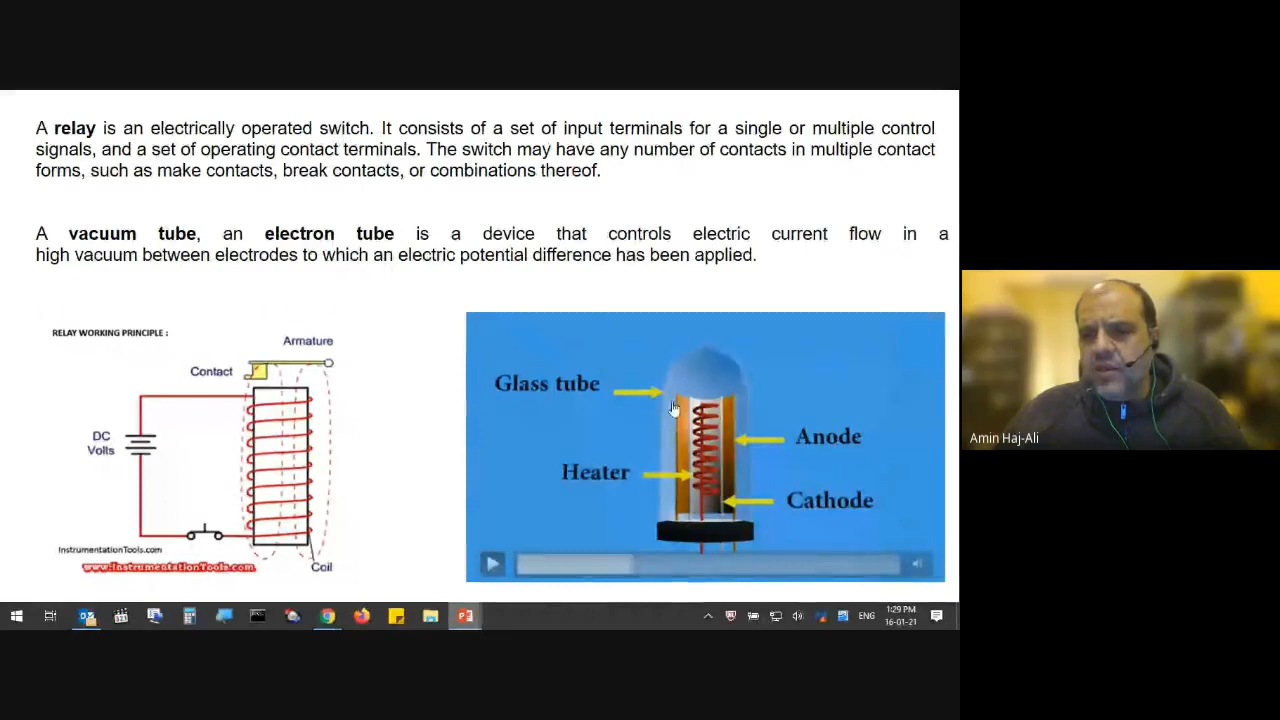 A relay is an electrically operated switch. It consists of a set of input terminals for a single or multiple control
signals, and a set of operating contact terminals. The switch may have any number of contacts in multiple contact
forms, such as make contacts, break contacts, or combinations thereof.
A vacuum tube, an electron tube is a device that controls electric current flow in a
high vacuum between electrodes to which an electric potential difference has been applied.
RELAY WORKING PRINCIPLE :
Armature
Contact
DC
Volts
InstrumentationTools.com
www.InstrumentationTools.com
Coil
Glass tube
Anode
Heater
Cathode
Amin Haj-Ali
ENG
1:29 PM
16-01-21